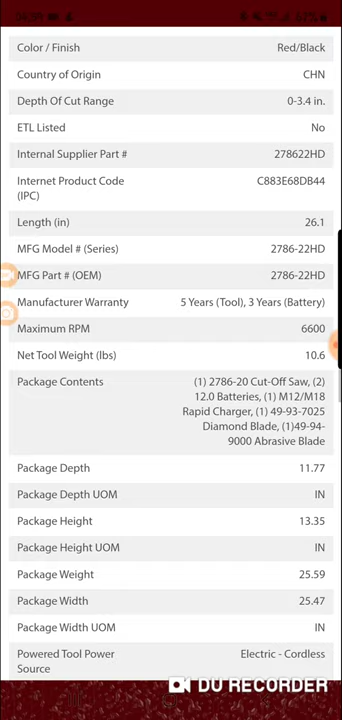 Color / Finish Red/Black
Country of Origin CHN
Depth Of Cut Range 0-3.4 in.
ETL Listed No
Internal Supplier Part # 278622HD
Internet Product Code C883E68DB44
(IPC)
Length (in) 26.1
MFG Model # (Series) 2786-22HD
MFG Part # (OEM) 2786-22HD
Manufacturer Warranty 5 Years (Tool), 3 Years (Battery)
Maximum RPM 6600
Net Tool Weight (lbs) 10.6
Package Contents (1) 2786-20 Cut-Off Saw, (2)
12.0 Batteries, (1) M12/M18
Rapid Charger, (1) 49-93-7025
Diamond Blade, (1)49-94-
9000 Abrasive Blade
Package Depth 11.77
Package Depth UOM IN
Package Height 13.35
Package Height UOM IN
Package Weight 25.59
Package Width 25.47
Package Width UOM IN
Powered Tool Power Electric - Cordless
Source
DU RECORDER